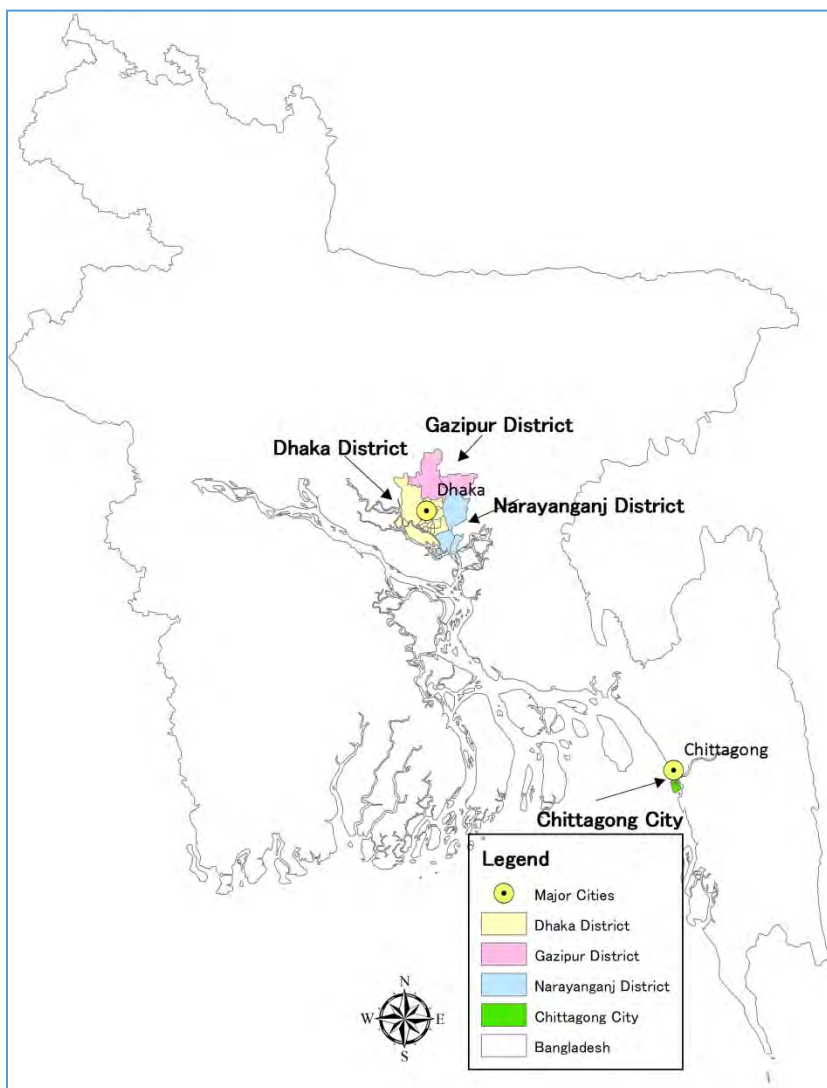 Gazipur District
Dhaka District
Dhaka
Narayanganj District
Chittagong
Chittagong City
Legend
Major Cities
Dhaka District
Gazipur District
Narayanganj District
Chittagong City
Bangladesh
N
W E
S